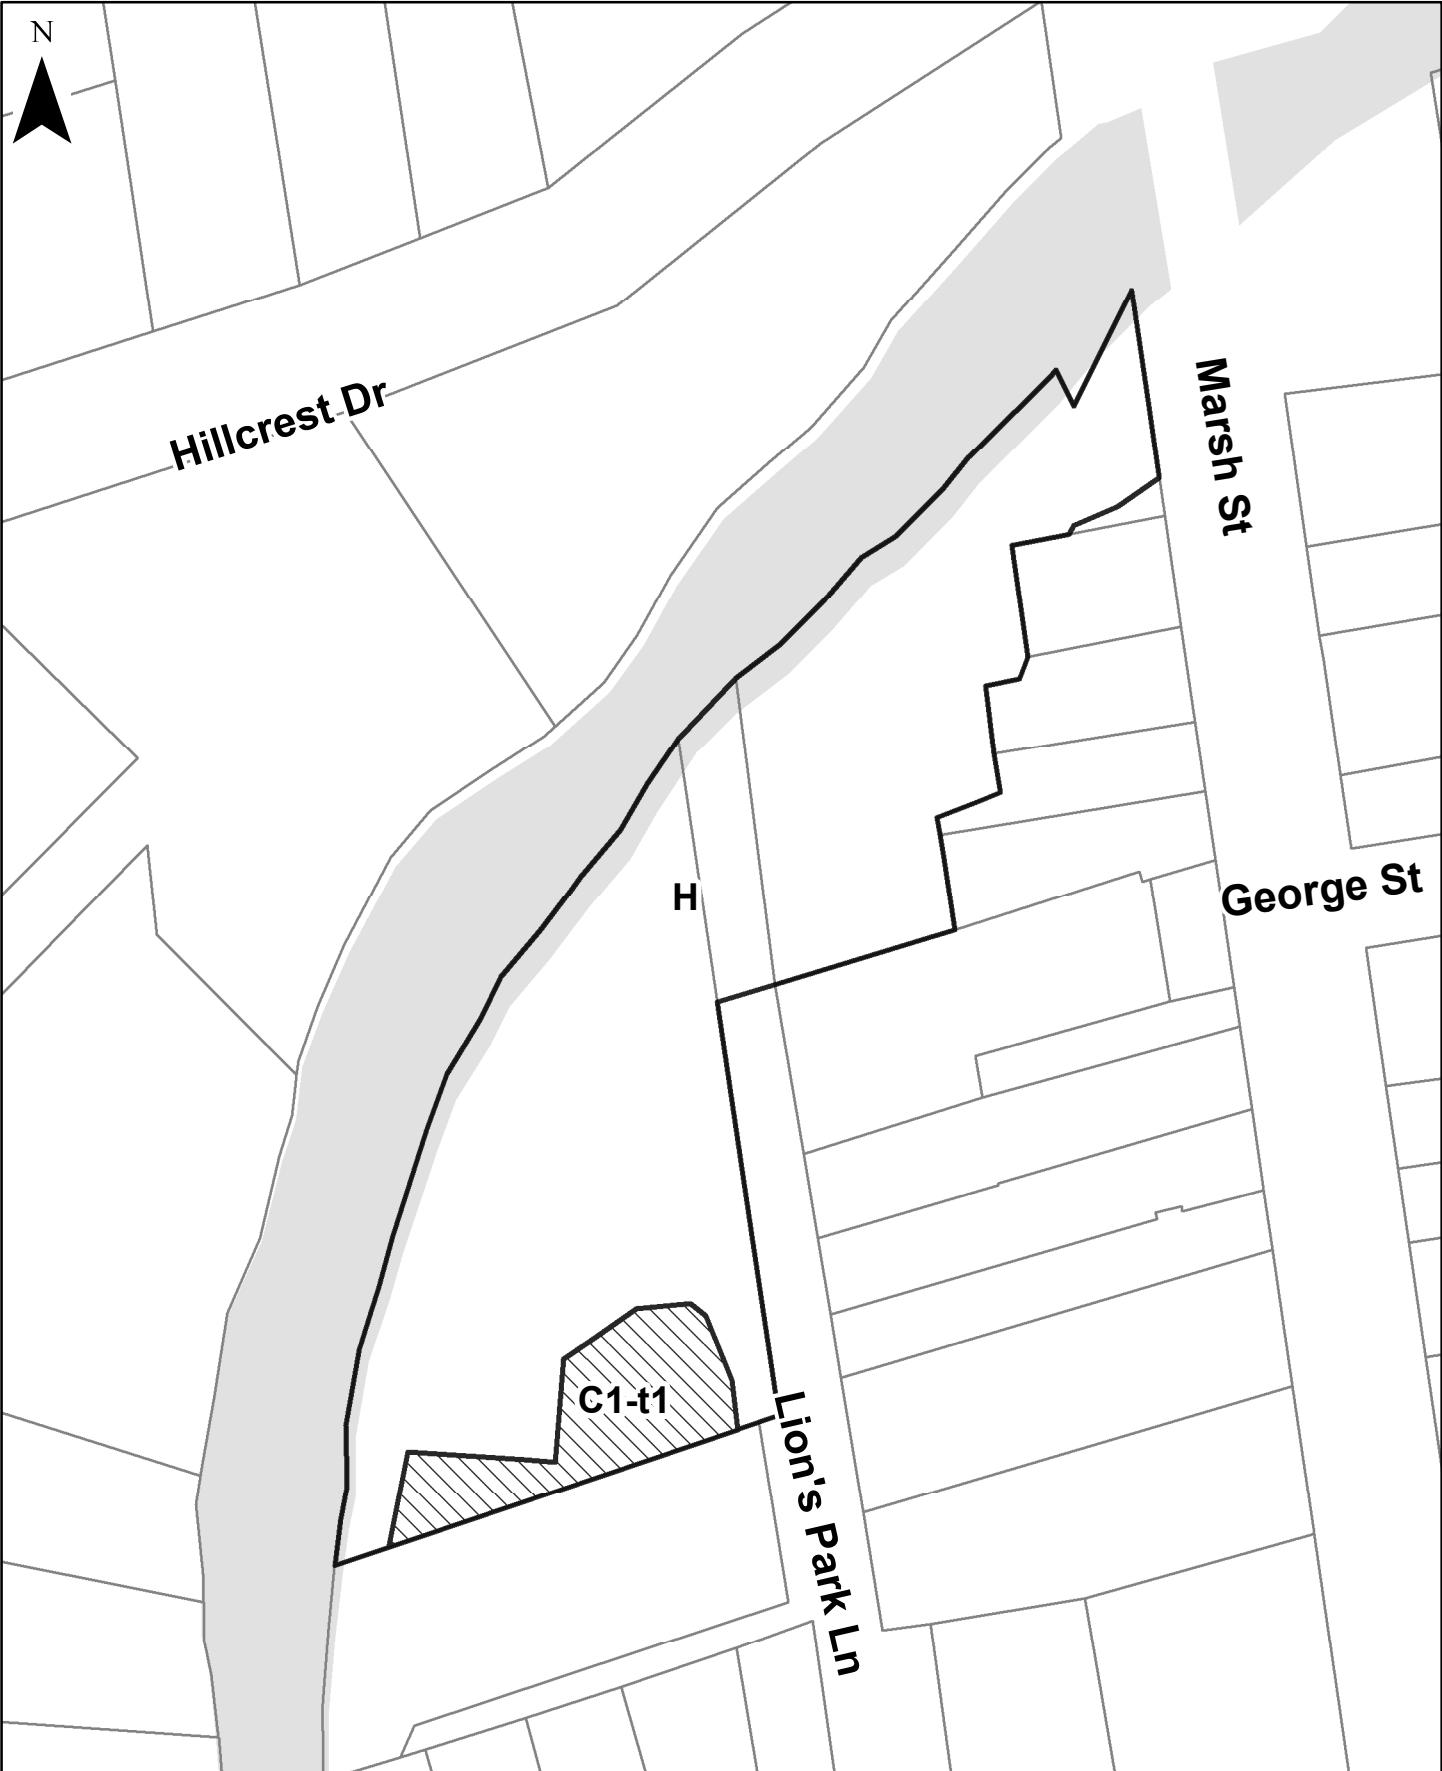 N
Hillcrest Dr
Marsh St
George St
H
C1-t1
Lion's Park Ln